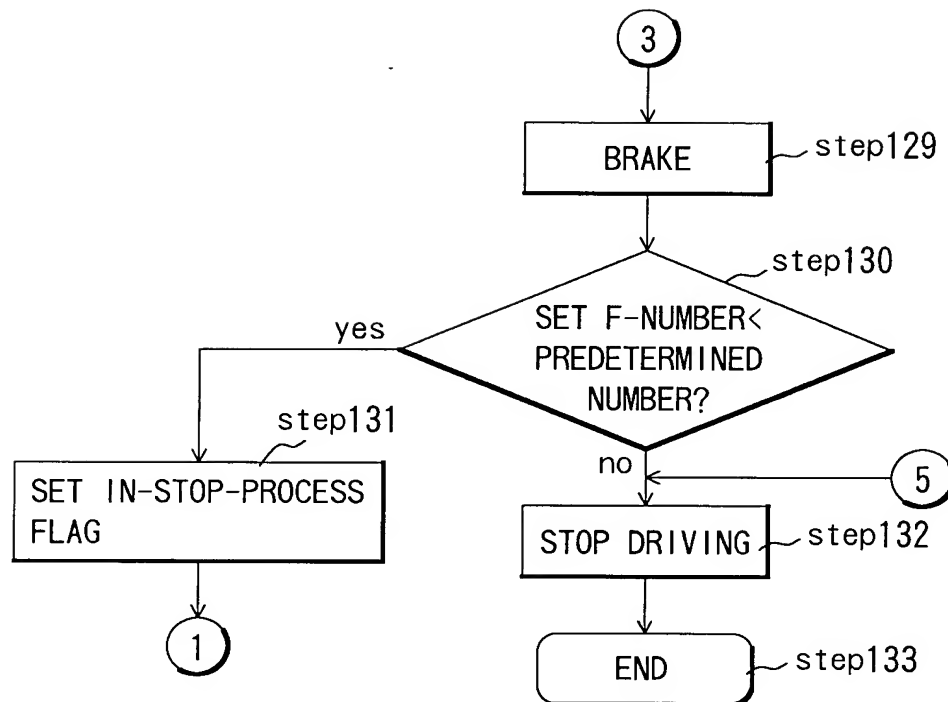 3
BRAKE
step129
step130
SET F-NUMBER<
PREDETERMINED
NUMBER?
yes
step131
SET IN-STOP-PROCESS
FLAG
1
no
5
STOP DRIVING
step132
END
step133